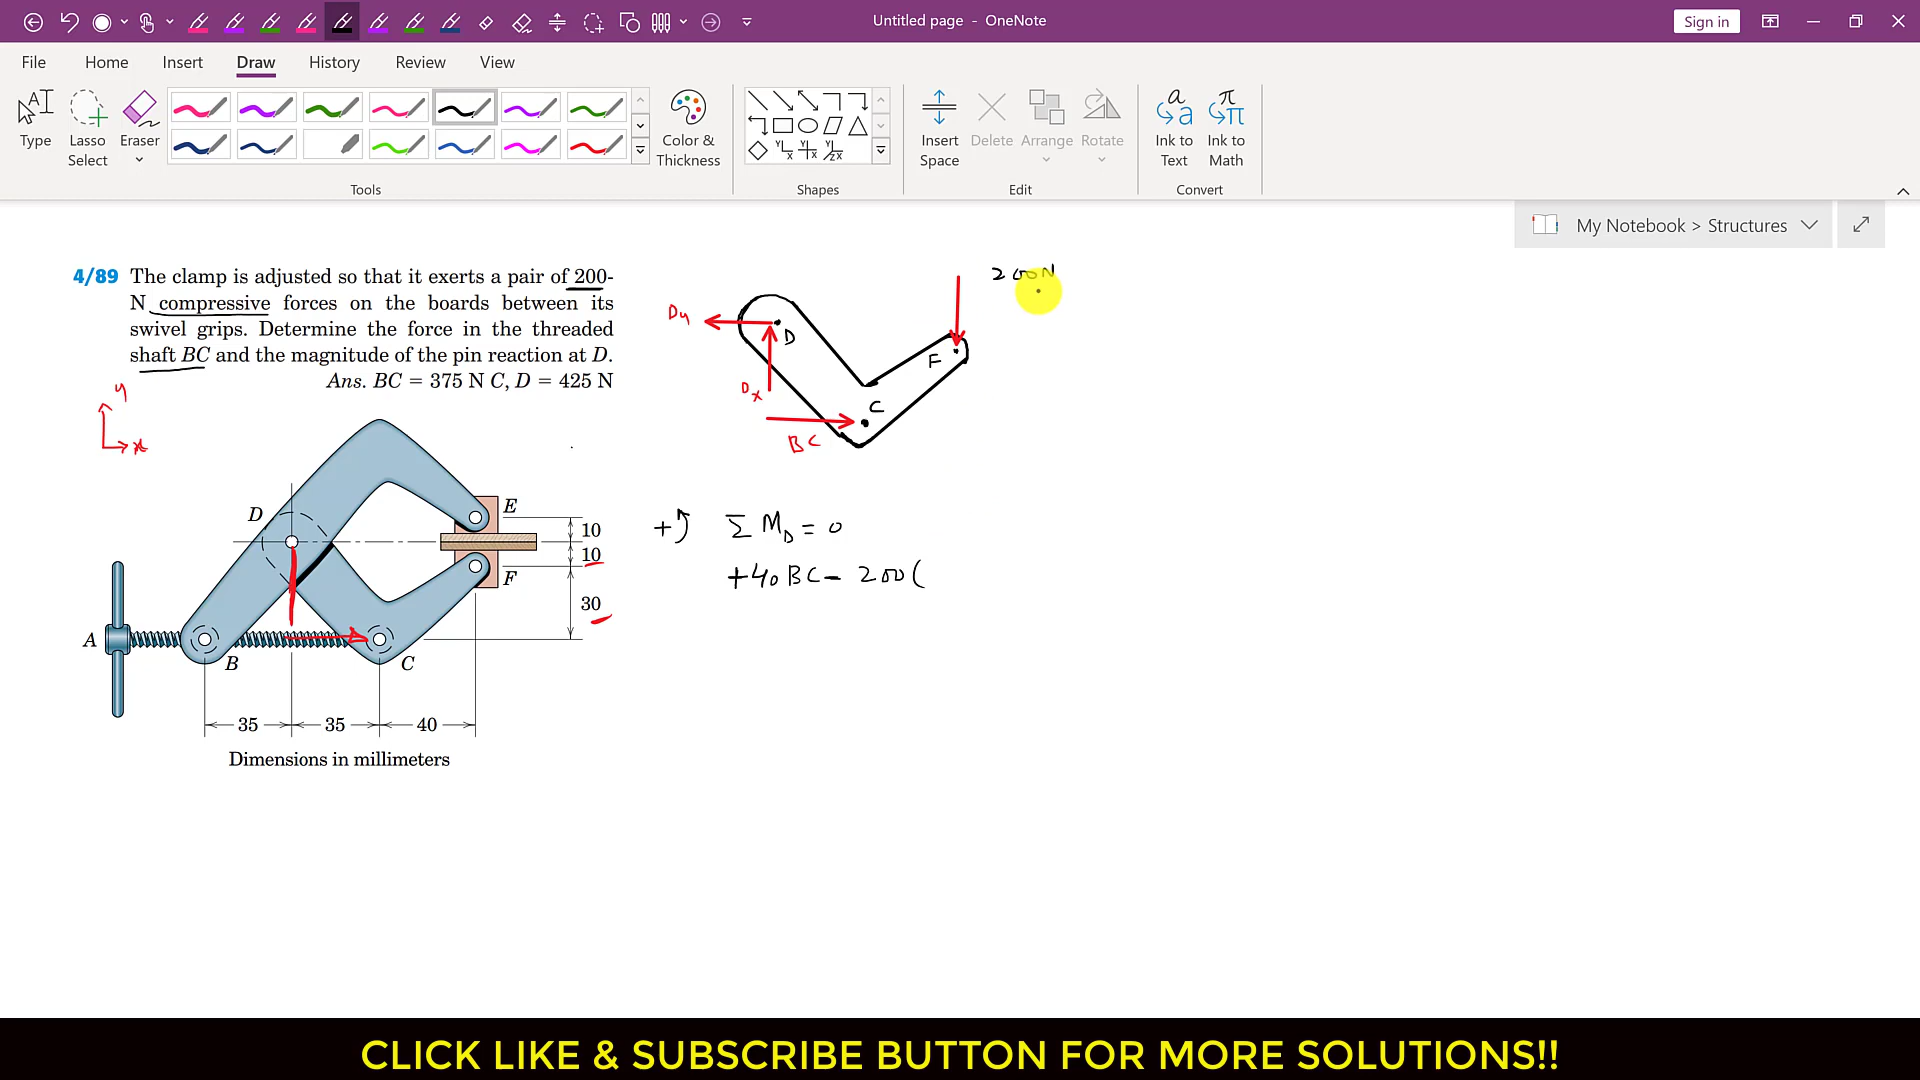 Untitled page - OneNote
Sign in
File
Home
Insert
Draw
History
Review
View
Type
Lasso
Select
Eraser
Color &
Thickness
Insert
Space
Delete
Arrange
Rotate
Ink to
Text
Ink to
Math
Tools
Shapes
Edit
Convert
My Notebook > Structures
4/89 The clamp is adjusted so that it exerts a pair of 200-
N compressive forces on the boards between its
swivel grips. Determine the force in the threaded
shaft BC and the magnitude of the pin reaction at D.
Ans. BC = 375 N C, D = 425 N
y
x
D
E
10
10
F
30
A
B
C
35
35
40
Dimensions in millimeters
200N
Dy
D
F
Dx
C
BC
+ Σ M_D = 0
+40BC - 200(
CLICK LIKE & SUBSCRIBE BUTTON FOR MORE SOLUTIONS!!